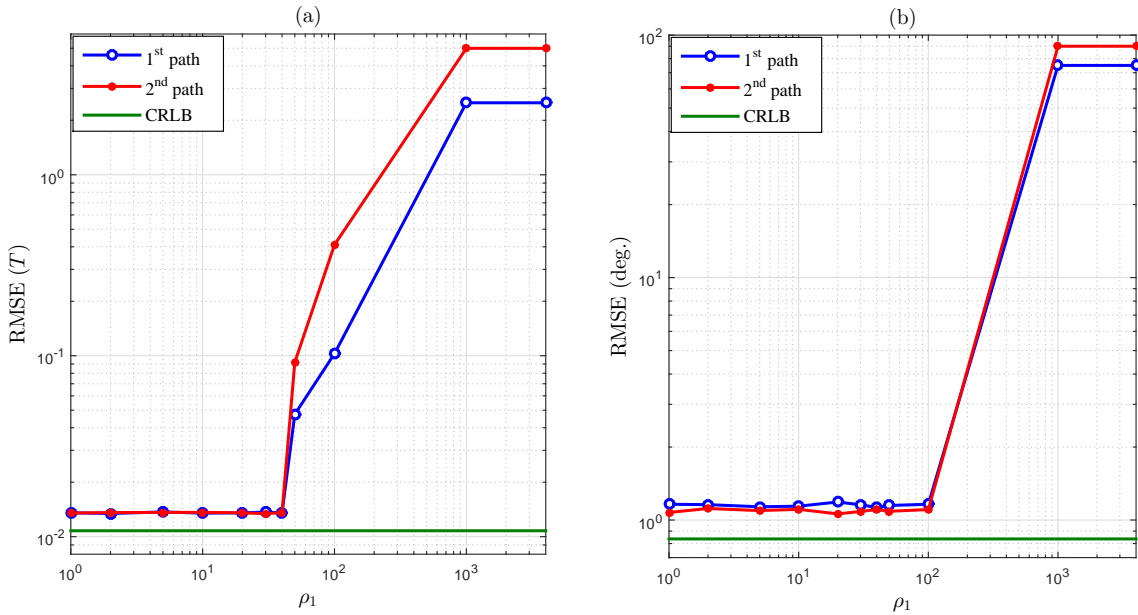 (a)
1st path
2nd path
CRLB
RMSE (T)
10^0
10^-1
10^-2
10^0 10^1 10^2 10^3
ρ1
(b)
1st path
2nd path
CRLB
RMSE (deg.)
10^2
10^1
10^0
10^0 10^1 10^2 10^3
ρ1